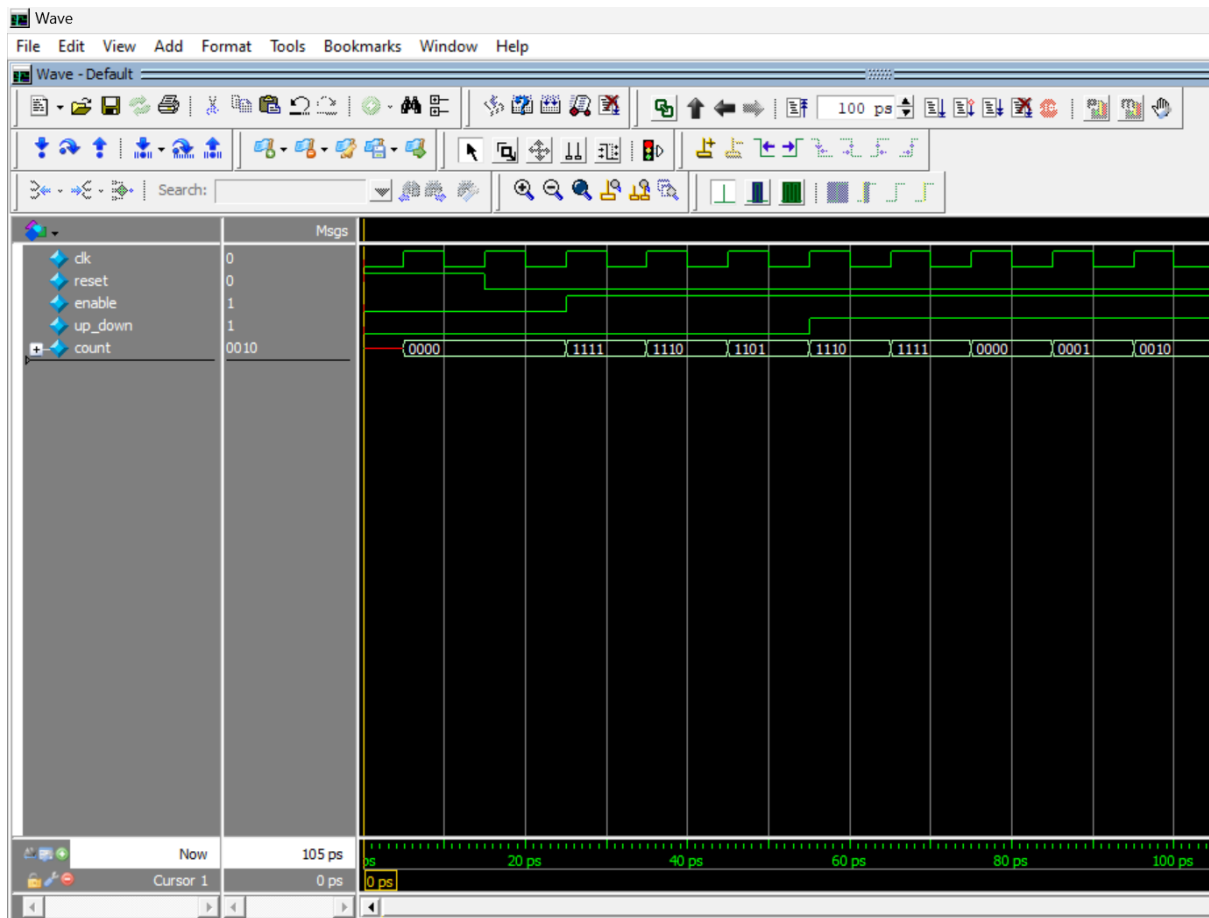 Wave
File Edit View Add Format Tools Bookmarks Window Help
Wave - Default
100 ps
Search:
Msgs
clk 0
reset 0
enable 1
up_down 1
count 0010 0000 1111 1110 1101 1110 1111 0000 0001 0010
Now 105 ps ps 20 ps 40 ps 60 ps 80 ps 100 ps
Cursor 1 0 ps 0 ps